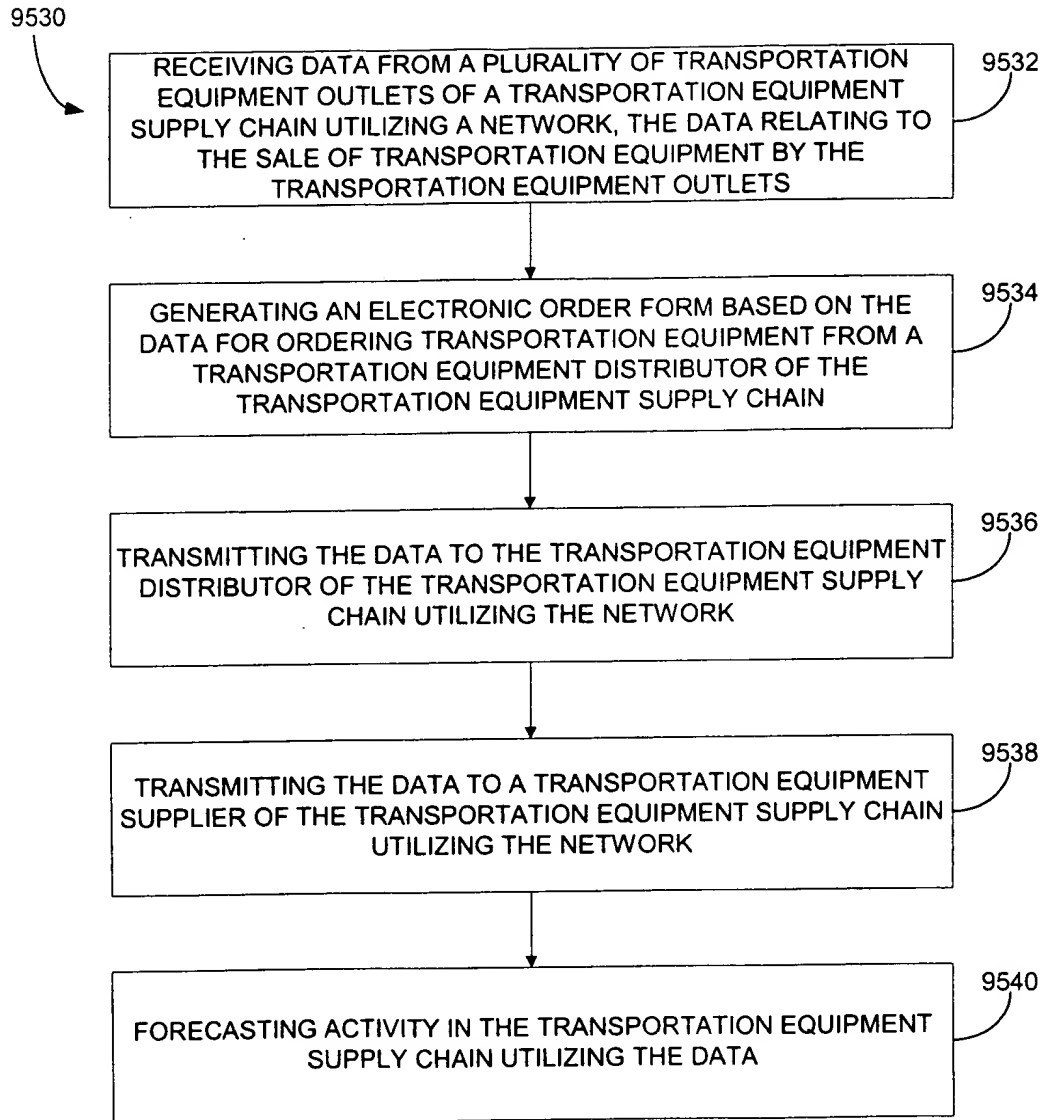 9530
RECEIVING DATA FROM A PLURALITY OF TRANSPORTATION
EQUIPMENT OUTLETS OF A TRANSPORTATION EQUIPMENT
SUPPLY CHAIN UTILIZING A NETWORK, THE DATA RELATING TO
THE SALE OF TRANSPORTATION EQUIPMENT BY THE
TRANSPORTATION EQUIPMENT OUTLETS
9532
GENERATING AN ELECTRONIC ORDER FORM BASED ON THE
DATA FOR ORDERING TRANSPORTATION EQUIPMENT FROM A
TRANSPORTATION EQUIPMENT DISTRIBUTOR OF THE
TRANSPORTATION EQUIPMENT SUPPLY CHAIN
9534
TRANSMITTING THE DATA TO THE TRANSPORTATION EQUIPMENT
DISTRIBUTOR OF THE TRANSPORTATION EQUIPMENT SUPPLY
CHAIN UTILIZING THE NETWORK
9536
TRANSMITTING THE DATA TO A TRANSPORTATION EQUIPMENT
SUPPLIER OF THE TRANSPORTATION EQUIPMENT SUPPLY CHAIN
UTILIZING THE NETWORK
9538
FORECASTING ACTIVITY IN THE TRANSPORTATION EQUIPMENT
SUPPLY CHAIN UTILIZING THE DATA
9540